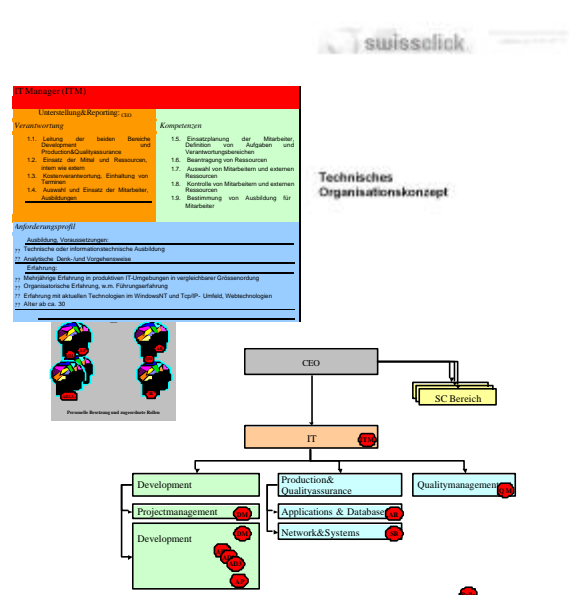 swissclick
IT Manager (ITM)
Unterstellung&Reporting: CEO
Verantwortung
1.1. Leitung der beiden Bereiche
Development und
Production&Qualityassurance
1.2. Einsatz der Mittel und Ressourcen,
intern wie extern
1.3. Kostenverantwortung, Einhaltung von
Terminen
1.4. Auswahl und Einsatz der Mitarbeiter,
Ausbildungen
Kompetenzen
1.5. Einsatzplanung der Mitarbeiter,
Definition von Aufgaben und
Verantwortungsbereichen
1.6. Beantragung von Ressourcen
1.7. Auswahl von Mitarbeitern und externen
Ressourcen
1.8. Kontrolle von Mitarbeitern und externen
Ressourcen
1.9. Bestimmung von Ausbildung für
Mitarbeiter
Technisches
Organisationskonzept
Anforderungsprofil
Ausbildung, Voraussetzungen:
?? Technische oder informationstechnische Ausbildung
?? Analytische Denk-/und Vorgehensweise
Erfahrung:
?? Mehrjährige Erfahrung in produktiven IT-Umgebungen in vergleichbarer Grössenordung
?? Organisatorische Erfahrung, w.m. Führungserfahrung
?? Erfahrung mit aktuellen Technologien im WindowsNT und Tcp/IP- Umfeld, Webtechnologien
?? Alter ab ca. 30
Personelle Besetzung und zugeordnete Rollen
CEO
SC Bereich
IT
ITM
Development
Production&
Qualityassurance
Qualitymanagement
QM
Projectmanagement
DM
Applications & Database
AR
Development
DM
Network&Systems
SR